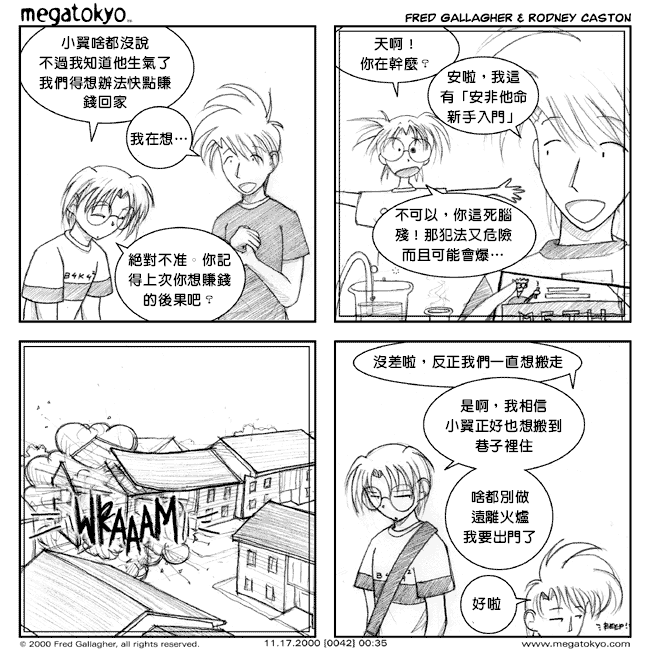 megatokyo™
FRED GALLAGHER & RODNEY CASTON
小翼啥都沒說
不過我知道他生氣了
我們得想辦法快點賺
錢回家
我在想…
絕對不准。你記
得上次你想賺錢
的後果吧？
B4K4²
天啊！
你在幹麼？
安啦，我這
有「安非他命
新手入門」
不可以，你這死腦
殘！那犯法又危險
而且可能會爆…
METH
WRAAAM
沒差啦，反正我們一直想搬走
是啊，我相信
小翼正好也想搬到
巷子裡住
啥都別做
遠離火爐
我要出門了
好啦
B4K4²
BEEP!
© 2000 Fred Gallagher, all rights reserved.
11.17.2000 [0042] 00:35
www.megatokyo.com